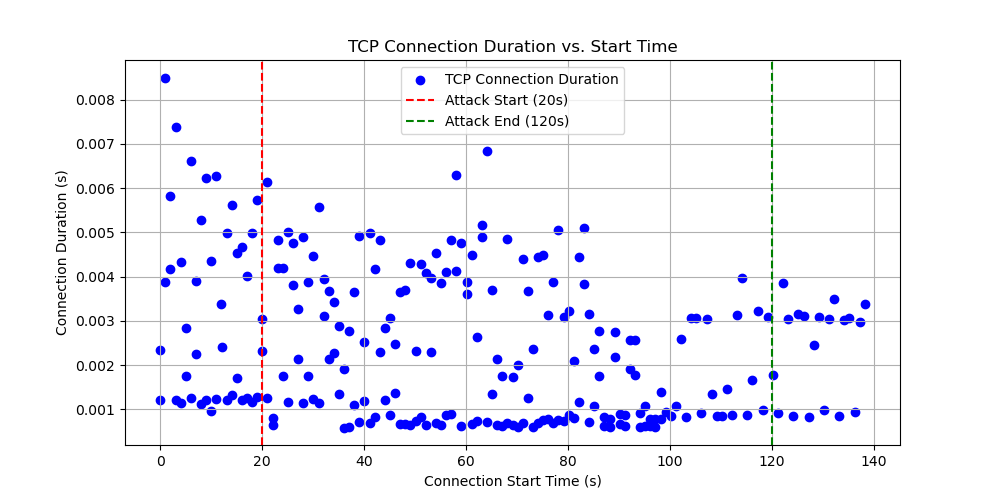 TCP Connection Duration vs. Start Time
TCP Connection Duration
Attack Start (20s)
Attack End (120s)
Connection Duration (s)
0.008
0.007
0.006
0.005
0.004
0.003
0.002
0.001
0 20 40 60 80 100 120 140
Connection Start Time (s)